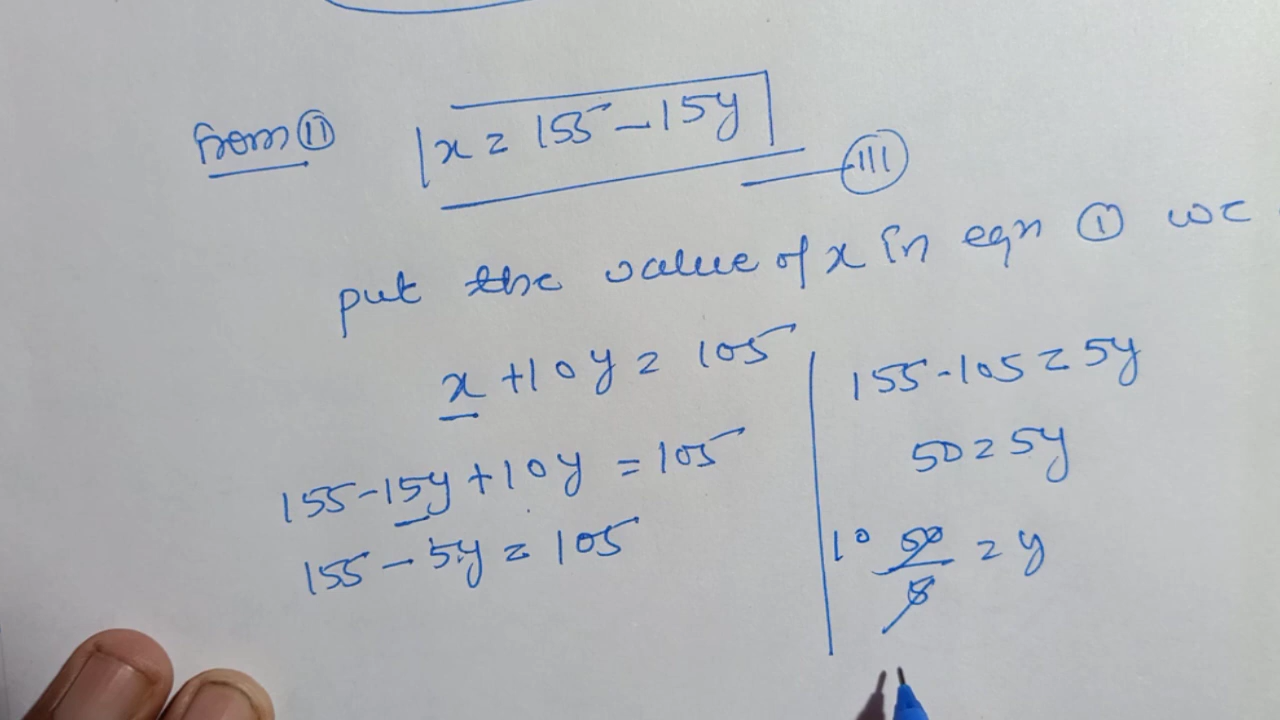 from ⑪ x = 155 - 15y
III
put the value of x in eqn ① we
x + 10y = 105
155 - 15y + 10y = 105
155 - 5y = 105
155 - 105 = 5y
50 = 5y
10 50/5 = y